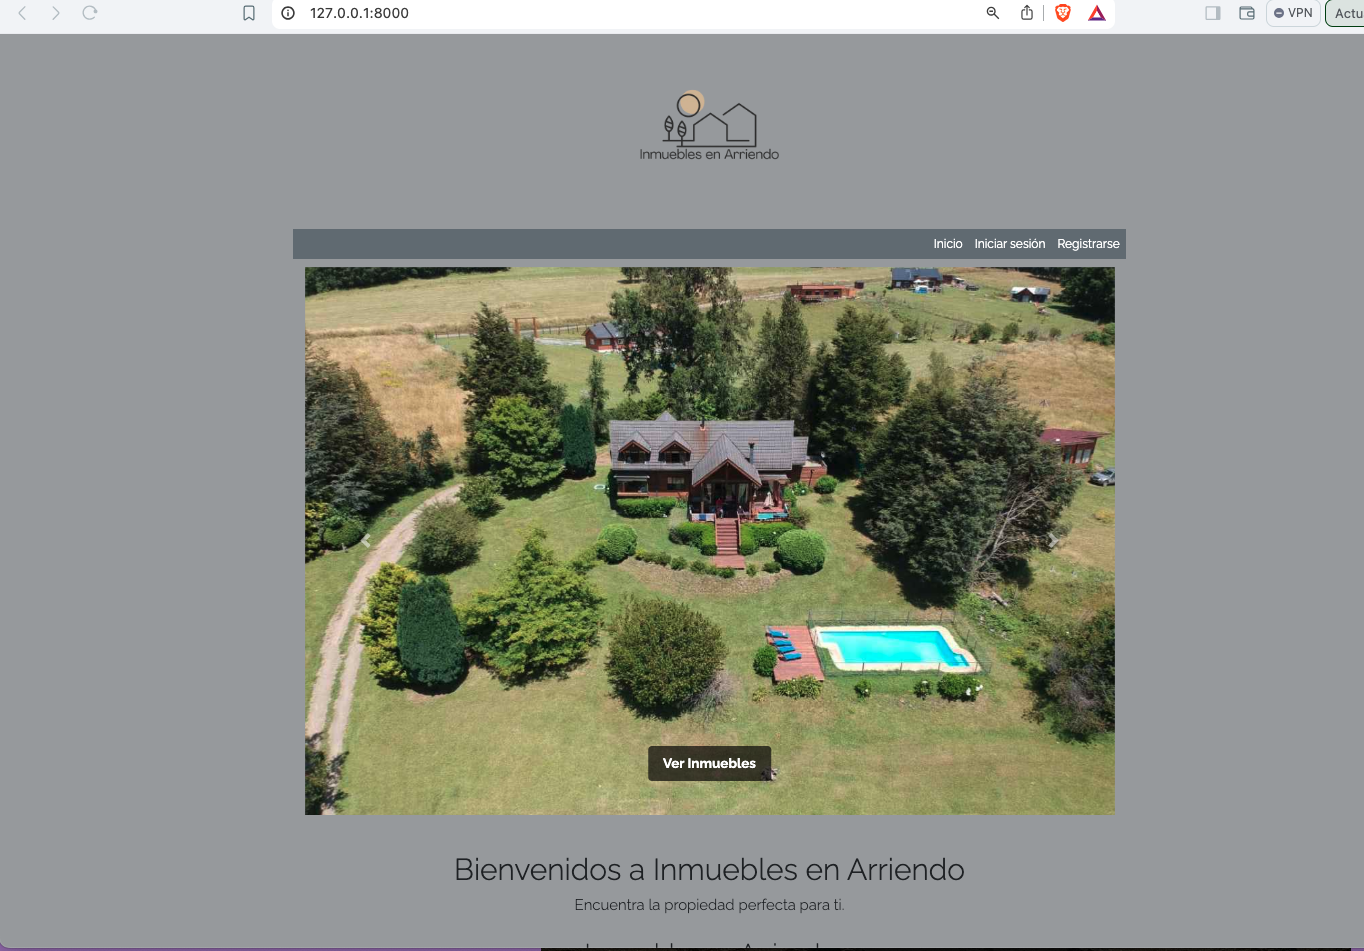 127.0.0.1:8000
VPN
Actu
Inmuebles en Arriendo
Inicio Iniciar sesión Registrarse
Ver Inmuebles
Bienvenidos a Inmuebles en Arriendo
Encuentra la propiedad perfecta para ti.